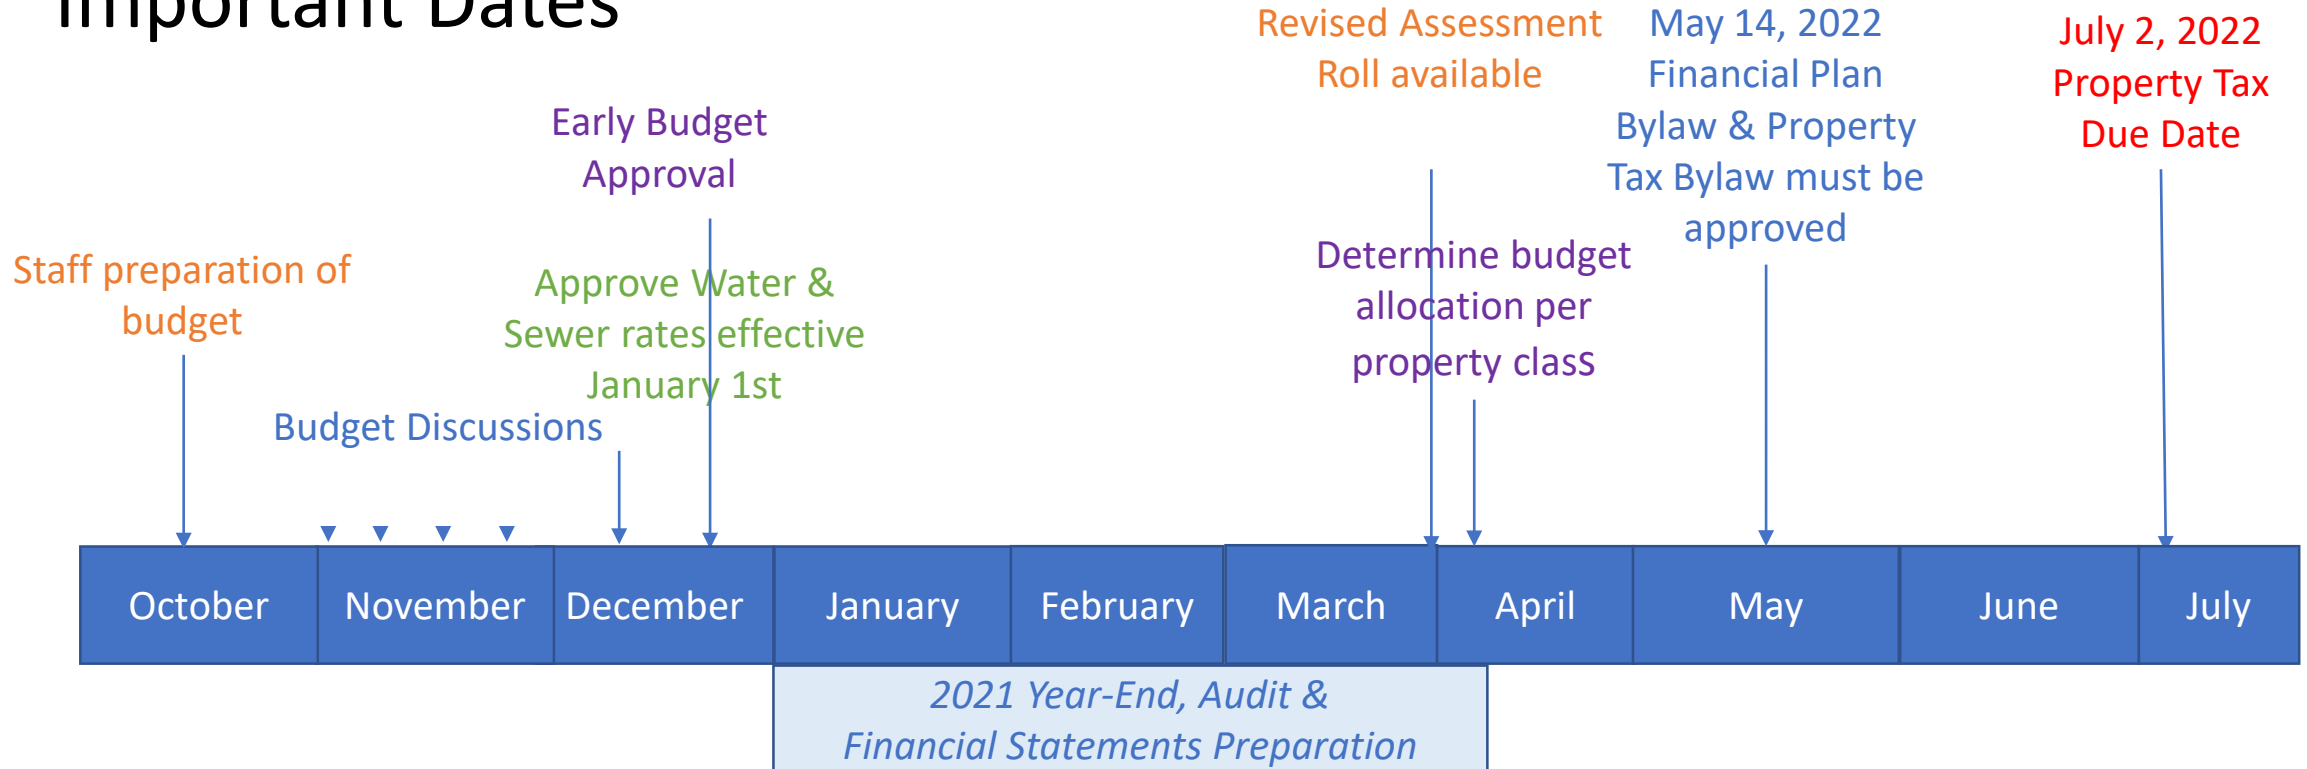 Important Dates
Revised Assessment
Roll available
May 14, 2022
Financial Plan
Bylaw & Property
Tax Bylaw must be
approved
July 2, 2022
Property Tax
Due Date
Early Budget
Approval
Staff preparation of
budget
Approve Water &
Sewer rates effective
January 1st
Determine budget
allocation per
property class
Budget Discussions
October
November
December
January
February
March
April
May
June
July
2021 Year-End, Audit &
Financial Statements Preparation